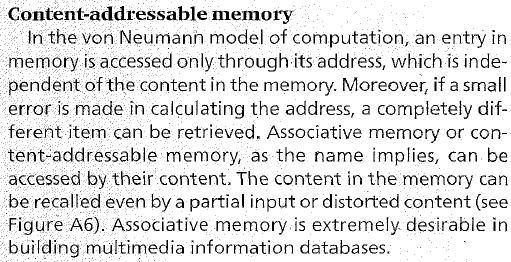 Content-addressable memory
In the von Neumann model of computation, an entry in
memory is accessed only through its address, which is inde-
pendent of the content in the memory. Moreover, if a small
error is made in calculating the address, a completely dif-
ferent item can be retrieved. Associative memory or con-
tent-addressable memory, as the name implies, can be
accessed by their content. The content in the memory can
be recalled even by a partial input or distorted content (see
Figure A6). Associative memory is extremely desirable in
building multimedia information databases.